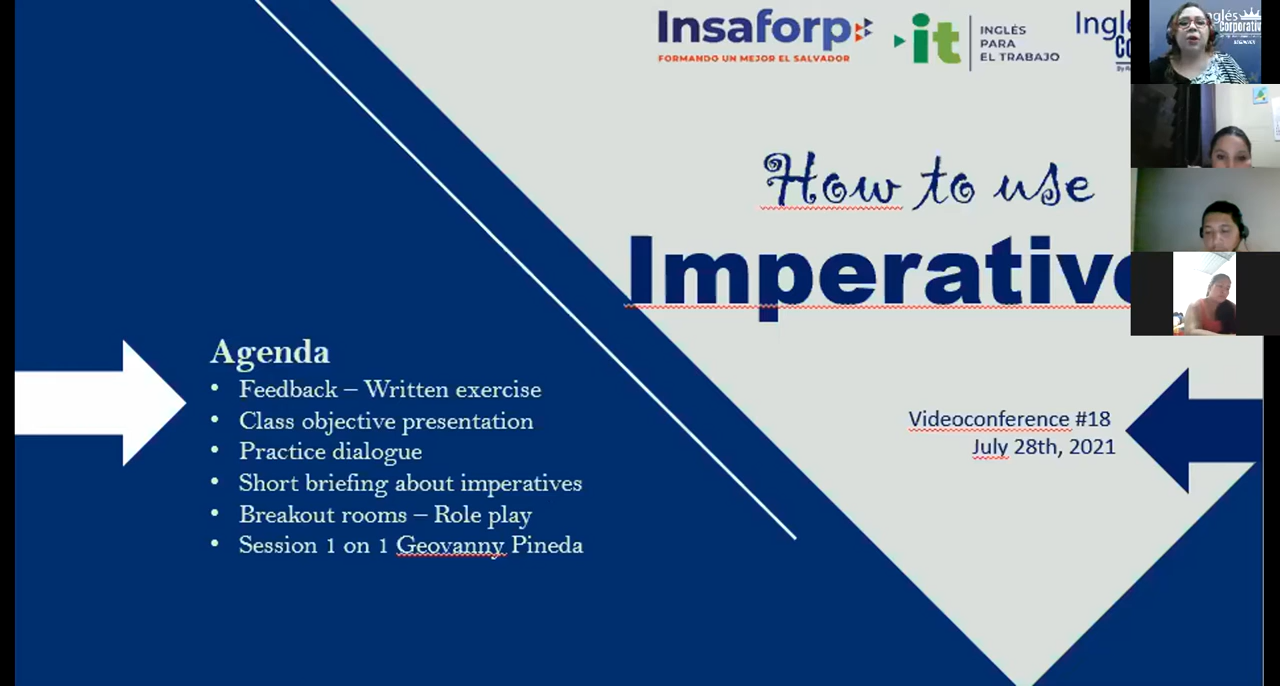 Insaforp
FORMANDO UN MEJOR EL SALVADOR
it
INGLÉS
PARA
EL TRABAJO
How to use
Agenda
• Feedback – Written exercise
• Class objective presentation
• Practice dialogue
• Short briefing about imperatives
• Breakout rooms – Role play
• Session 1 on 1 Geovanny Pineda
Videoconference #18
July 28th, 2021